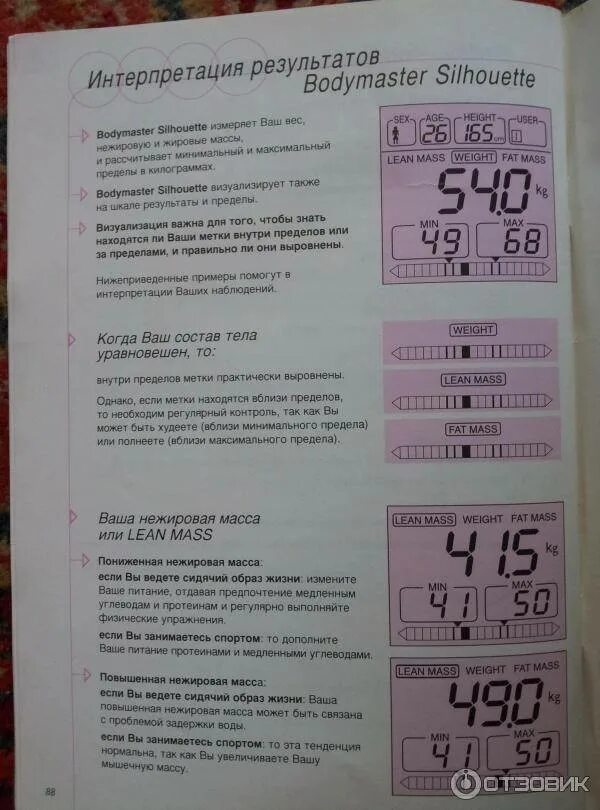 Интерпретация результатов
Bodymaster Silhouette
Bodymaster Silhouette измеряет Ваш вес,
нежировую и жировые массы,
и рассчитывает минимальный и максимальный
пределы в килограммах.
Bodymaster Silhouette визуализирует также
на шкале результаты и пределы.
Визуализация важна для того, чтобы знать
находятся ли Ваши метки внутри пределов или
за пределами, и правильно ли они выровнены.
Нижеприведенные примеры помогут в
интерпретации Ваших наблюдений.
SEX AGE HEIGHT USER
26 165 cm
LEAN MASS WEIGHT FAT MASS
54.0 kg
MIN MAX
49 68
Когда Ваш состав тела
уравновешен, то:
внутри пределов метки практически выровнены.
Однако, если метки находятся вблизи пределов,
то необходим регулярный контроль, так как Вы
может быть худеете (вблизи минимального предела)
или полнеете (вблизи максимального предела).
WEIGHT
LEAN MASS
FAT MASS
Ваша нежировая масса
или LEAN MASS
Пониженная нежировая масса:
если Вы ведете сидячий образ жизни: измените
Ваше питание, отдавая предпочтение медленным
углеводам и протеинам и регулярно выполняйте
физические упражнения.
если Вы занимаетесь спортом: то дополните
Ваше питание протеинами и медленными углеводами.
LEAN MASS WEIGHT FAT MASS
41.5 kg
MIN MAX
41 50
Повышенная нежировая масса:
если Вы ведете сидячий образ жизни: Ваша
повышенная нежировая масса может быть связана
с проблемой задержки воды.
если Вы занимаетесь спортом: то эта тенденция
нормальна, так как Вы увеличиваете Вашу
мышечную массу.
LEAN MASS WEIGHT FAT MASS
49.0 kg
MIN MAX
41 50
88
ОТЗОВИК